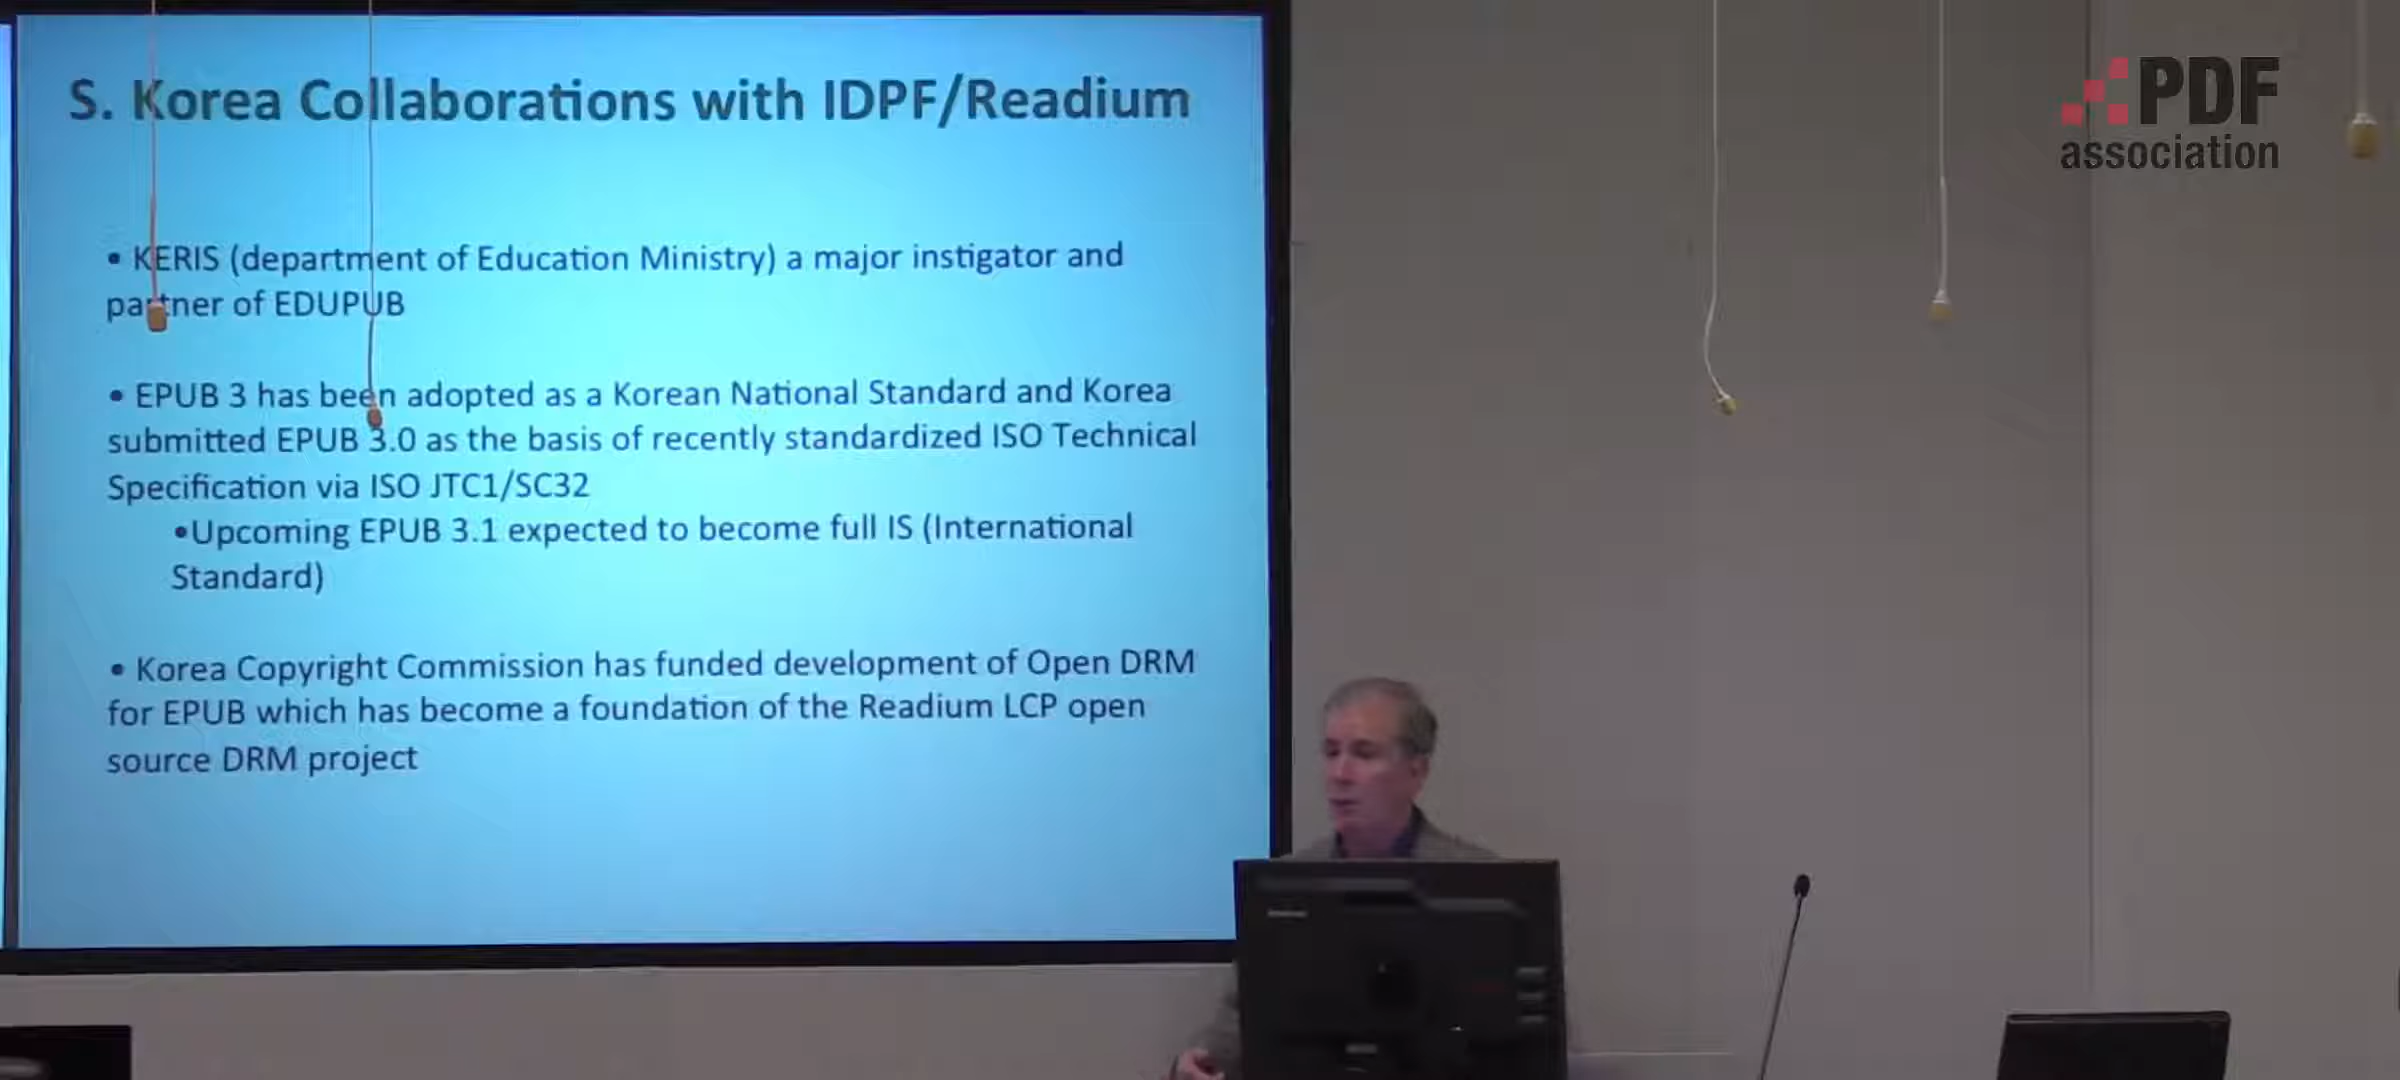 S. Korea Collaborations with IDPF/Readium
• KERIS (department of Education Ministry) a major instigator and
partner of EDUPUB
• EPUB 3 has been adopted as a Korean National Standard and Korea
submitted EPUB 3.0 as the basis of recently standardized ISO Technical
Specification via ISO JTC1/SC32
•Upcoming EPUB 3.1 expected to become full IS (International
Standard)
• Korea Copyright Commission has funded development of Open DRM
for EPUB which has become a foundation of the Readium LCP open
source DRM project
PDF
association